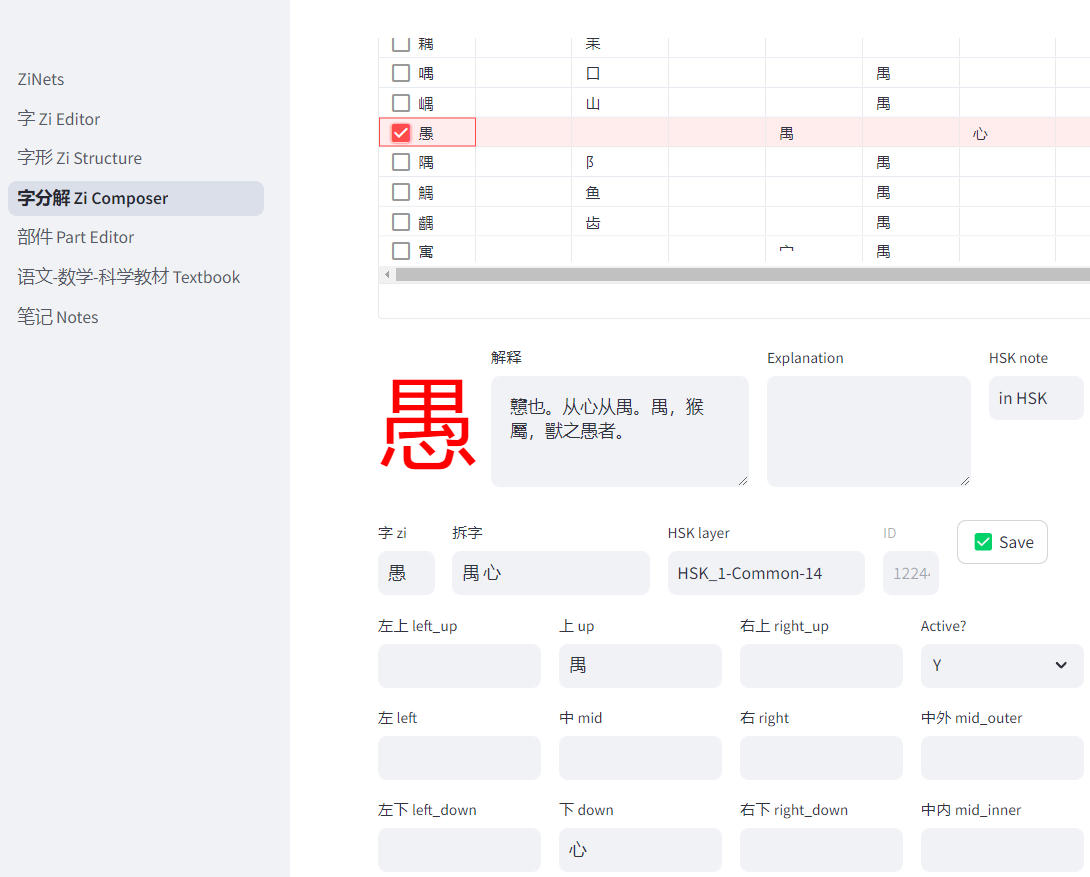 ZiNets
字 Zi Editor
字形 Zi Structure
字分解 Zi Composer
部件 Part Editor
语文-数学-科学教材 Textbook
笔记 Notes
耦 耒
喁 口 禺
嵎 山 禺
愚 禺 心
隅 阝 禺
鰅 鱼 禺
齵 齿 禺
寓 宀 禺
愚
解释 Explanation HSK note
戆也。从心从禺。禺，猴
屬，獸之愚者。
in HSK
字 zi 拆字 HSK layer ID
愚 禺 心 HSK_1-Common-14 12244
Save
左上 left_up 上 up 右上 right_up Active?
禺 Y
左 left 中 mid 右 right 中外 mid_outer
左下 left_down 下 down 右下 right_down 中内 mid_inner
心